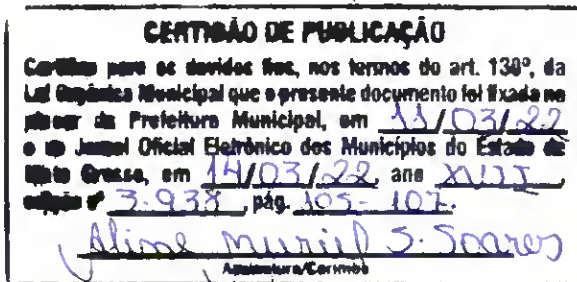 CERTIDÃO DE PUBLICAÇÃO
Certifico para os devidos fins, nos termos do art. 130º, da
Lei Orgânica Municipal que o presente documento foi fixada no
placar da Prefeitura Municipal, em 11/03/22
e no Jornal Oficial Eletrônico dos Municípios do Estado de
Mato Grosso, em 14/03/22, ano XVII,
edição nº 3.938, pág. 105-107.
Aline Muriel S. Soares
Assinatura/Carimbo